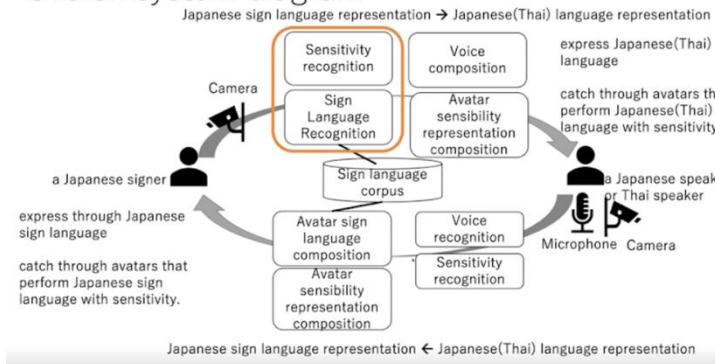 Japanese sign language representation → Japanese(Thai) language representation
Sensitivity
recognition
Voice
composition
express Japanese(Thai)
language
Camera
Sign
Language
Recognition
Avatar
sensibility
representation
composition
catch through avatars
perform Japanese(Thai)
language with sensitivity
a Japanese signer
Sign language
corpus
a Japanese
or Thai speaker
express through Japanese
sign language
Avatar sign
language
composition
Voice
recognition
Microphone
Camera
catch through avatars that
perform Japanese sign
language with sensitivity.
Sensitivity
recognition
Avatar
sensibility
representation
composition
Japanese sign language representation ← Japanese(Thai) language representation